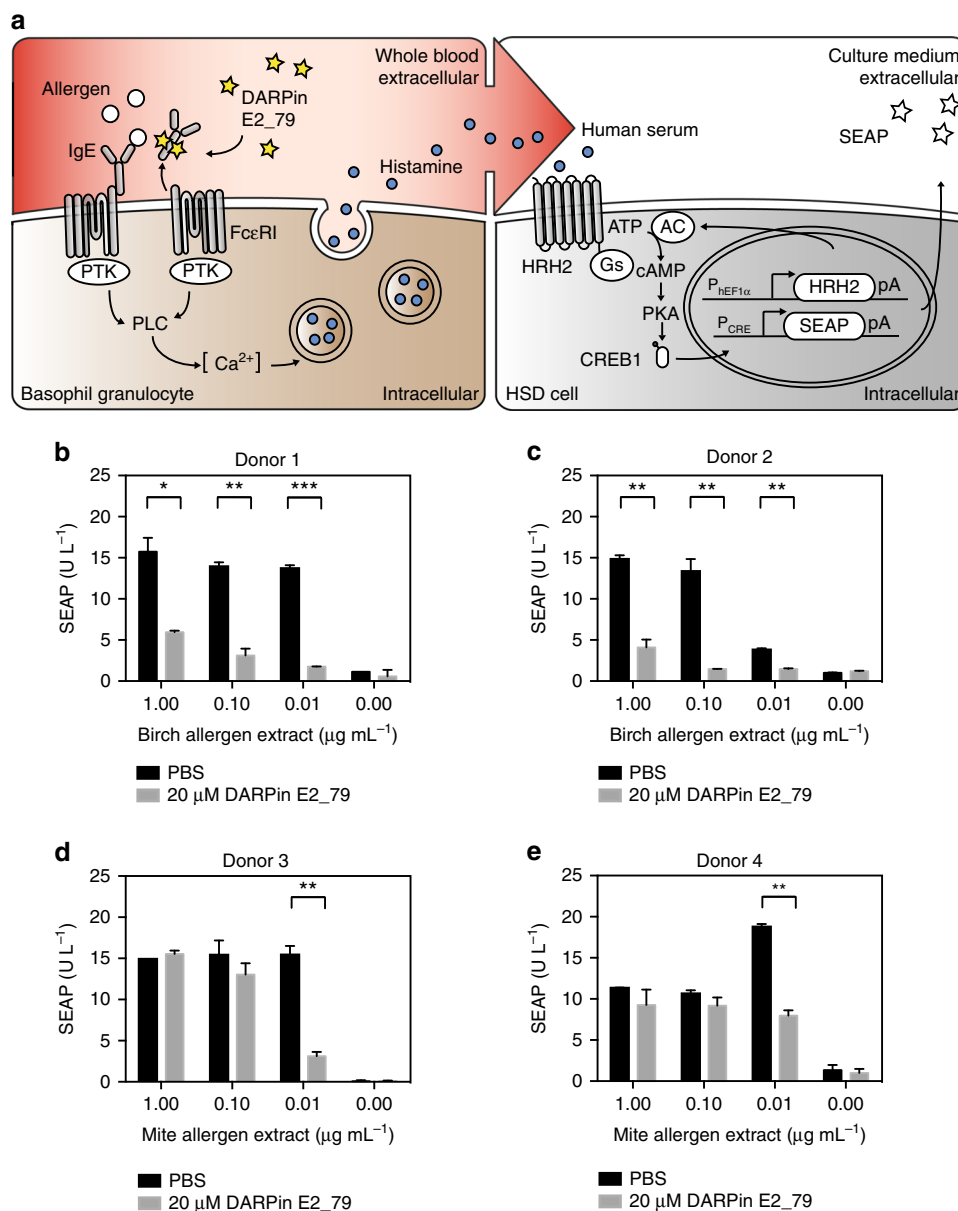 a
Whole blood
extracellular
Culture medium
extracellular
Allergen
DARPin
E2_79
SEAP
IgE
Human serum
Histamine
FcεRI
HRH2
ATP
AC
Gs
cAMP
PTK
PTK
PLC
PKA
[ Ca²⁺]
CREB1
P_hEF1α
HRH2
pA
P_CRE
SEAP
pA
Basophil granulocyte
Intracellular
HSD cell
Intracellular
b
Donor 1
SEAP (U L⁻¹)
25
20
15
10
5
0
*
**
***
1.00
0.10
0.01
0.00
Birch allergen extract (μg mL⁻¹)
PBS
20 μM DARPin E2_79
c
Donor 2
SEAP (U L⁻¹)
25
20
15
10
5
0
**
**
**
1.00
0.10
0.01
0.00
Birch allergen extract (μg mL⁻¹)
PBS
20 μM DARPin E2_79
d
Donor 3
SEAP (U L⁻¹)
25
20
15
10
5
0
**
1.00
0.10
0.01
0.00
Mite allergen extract (μg mL⁻¹)
PBS
20 μM DARPin E2_79
e
Donor 4
SEAP (U L⁻¹)
25
20
15
10
5
0
**
1.00
0.10
0.01
0.00
Mite allergen extract (μg mL⁻¹)
PBS
20 μM DARPin E2_79